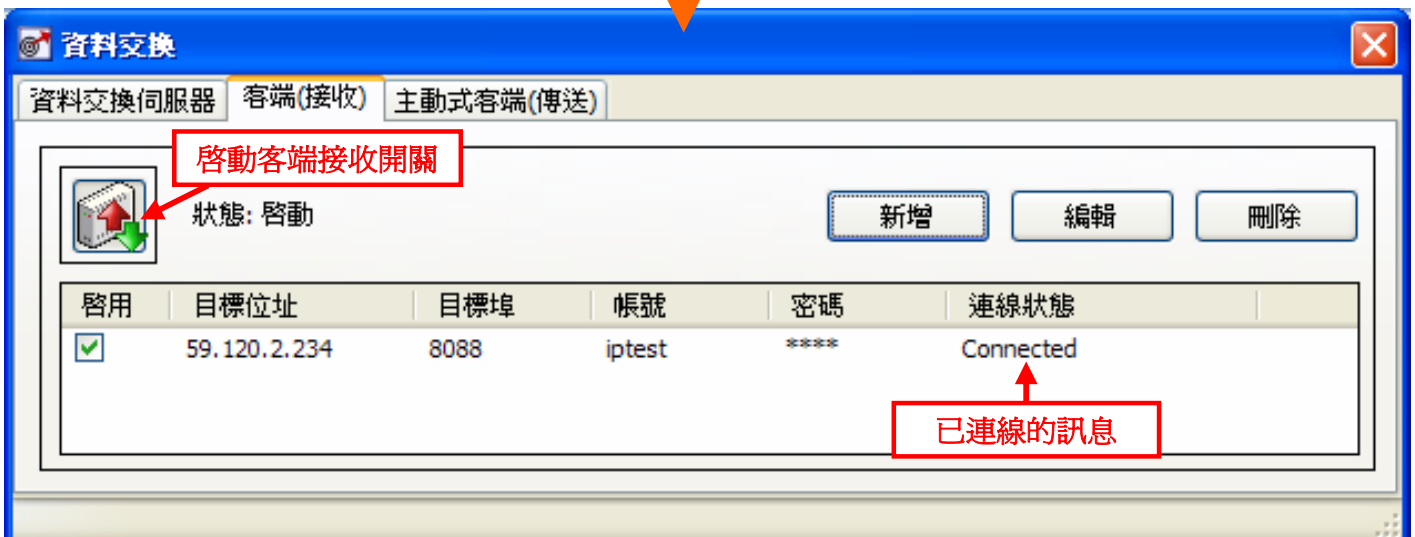 資料交換
資料交換伺服器 客端(接收) 主動式客端(傳送)
啓動客端接收開關
狀態: 啓動 新增 編輯 刪除
啓用 目標位址 目標埠 帳號 密碼 連線狀態
59.120.2.234 8088 iptest **** Connected
已連線的訊息